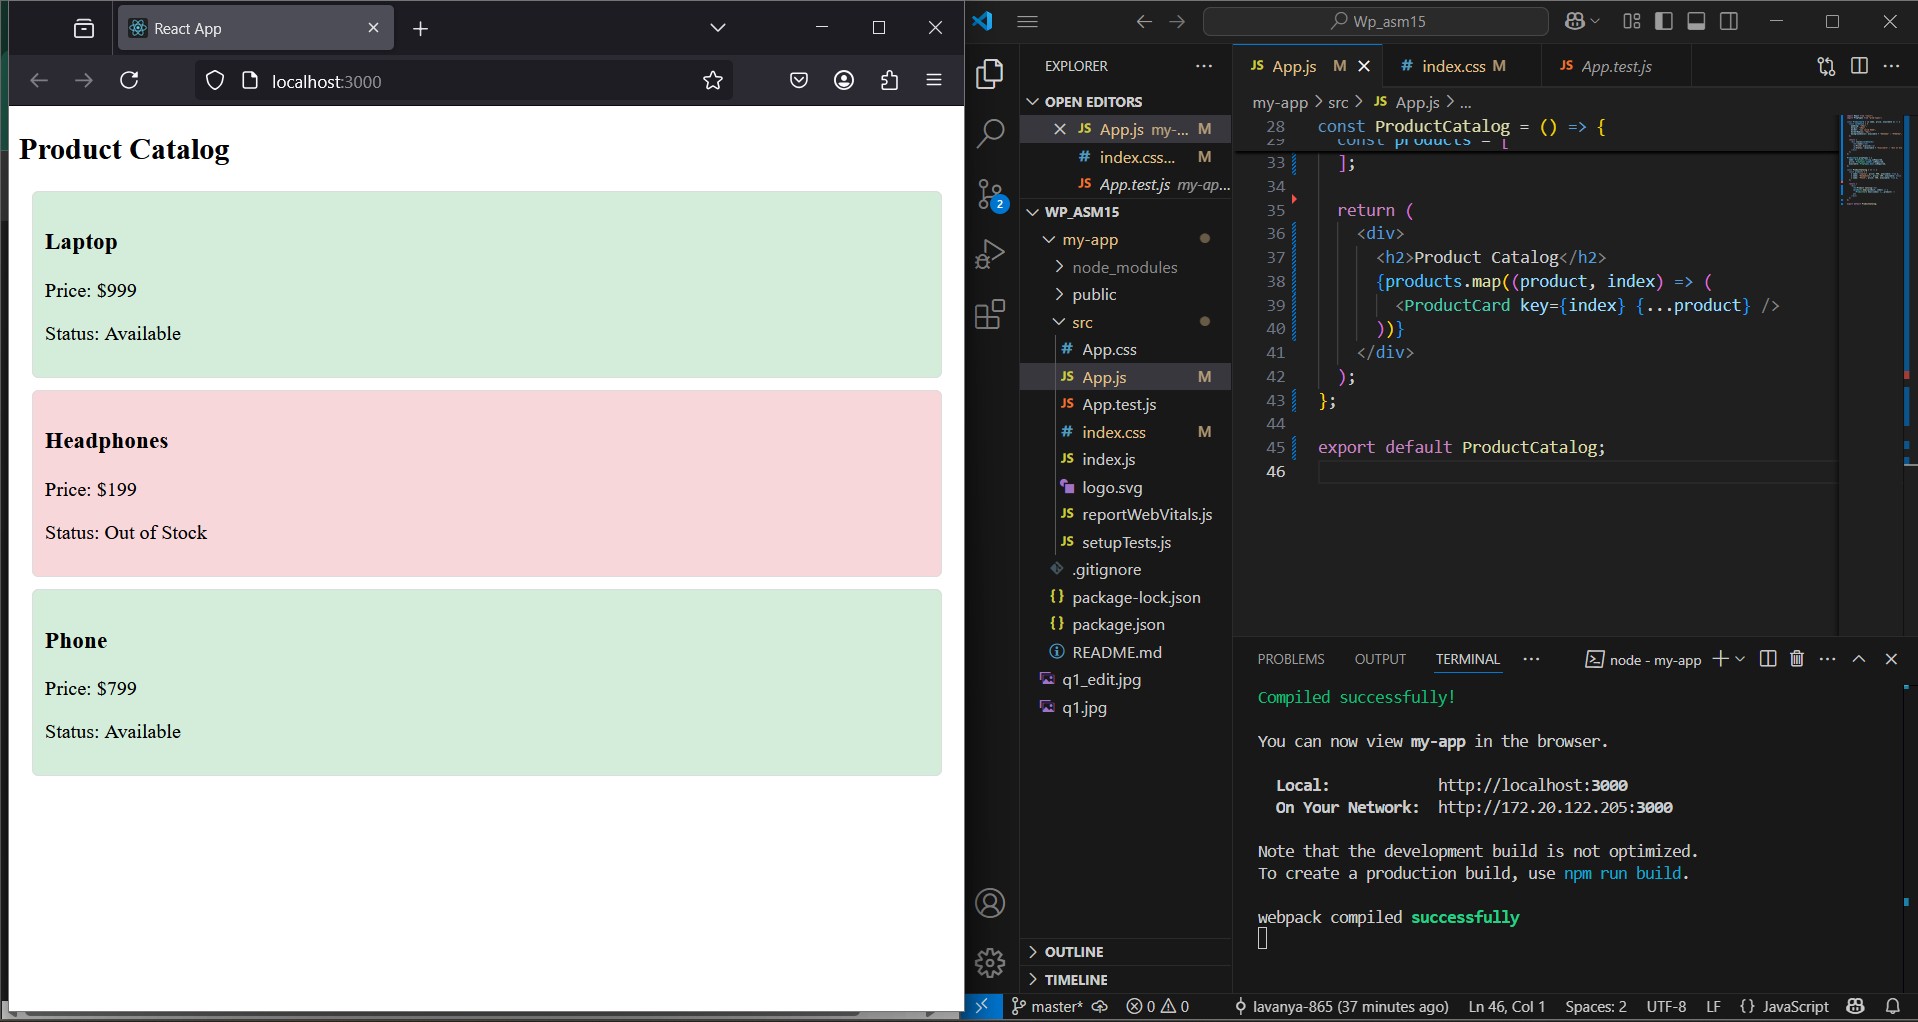 React App
localhost:3000
Product Catalog
Laptop
Price: $999
Status: Available
Headphones
Price: $199
Status: Out of Stock
Phone
Price: $799
Status: Available
Wp_asm15
EXPLORER
OPEN EDITORS
JS App.js my-... M
# index.css... M
JS App.test.js my-ap...
WP_ASM15
my-app
node_modules
public
src
# App.css
JS App.js M
JS App.test.js
# index.css M
JS index.js
logo.svg
JS reportWebVitals.js
JS setupTests.js
.gitignore
{} package-lock.json
{} package.json
README.md
q1_edit.jpg
q1.jpg
OUTLINE
TIMELINE
2
JS App.js M
# index.css M
JS App.test.js
my-app > src > JS App.js > ...
28 const ProductCatalog = () => {
29 const products = [
33 ];
34
35 return (
36 <div>
37 <h2>Product Catalog</h2>
38 {products.map((product, index) => (
39 <ProductCard key={index} {...product} />
40 ))}
41 </div>
42 );
43 };
44
45 export default ProductCatalog;
46
PROBLEMS OUTPUT TERMINAL ... node - my-app
Compiled successfully!
You can now view my-app in the browser.
Local: http://localhost:3000
On Your Network: http://172.20.122.205:3000
Note that the development build is not optimized.
To create a production build, use npm run build.
webpack compiled successfully
master* 0 0 lavanya-865 (37 minutes ago) Ln 46, Col 1 Spaces: 2 UTF-8 LF {} JavaScript